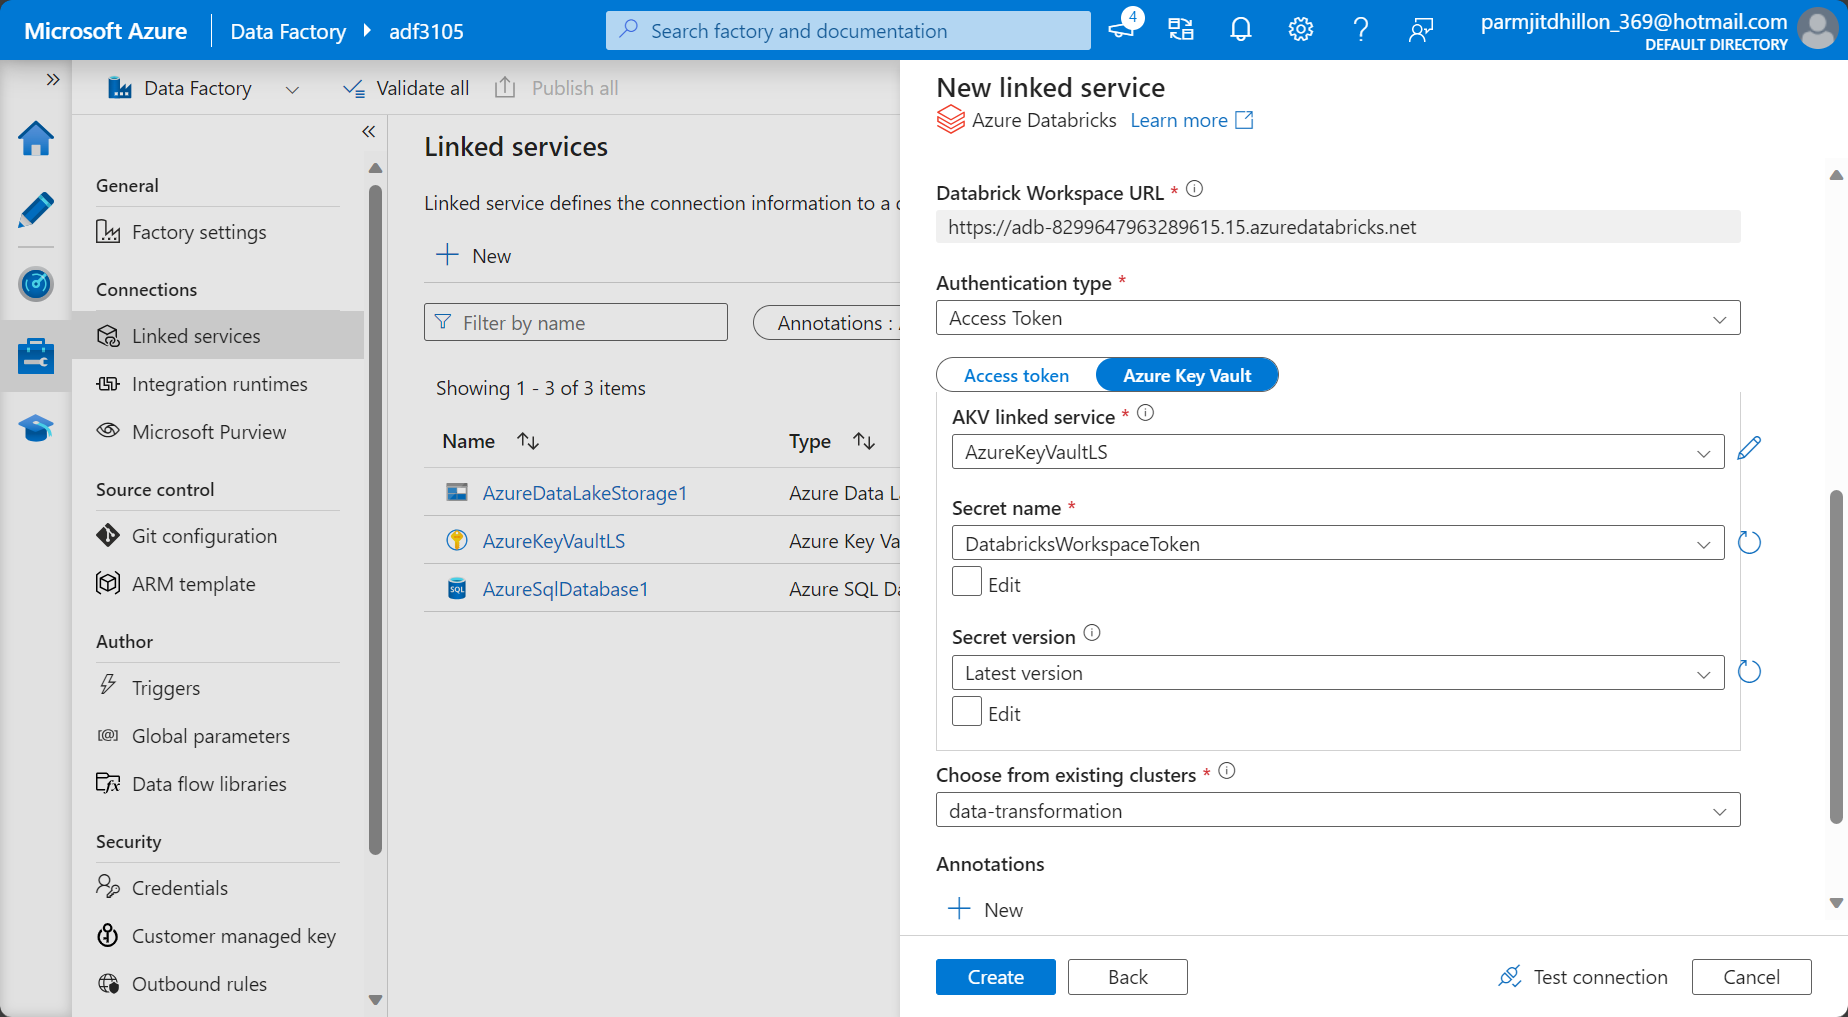 Microsoft Azure
Data Factory
adf3105
Search factory and documentation
4
parmjitdhillon_369@hotmail.com
DEFAULT DIRECTORY
Data Factory
Validate all
Publish all
General
Factory settings
Connections
Linked services
Integration runtimes
Microsoft Purview
Source control
Git configuration
ARM template
Author
Triggers
Global parameters
Data flow libraries
Security
Credentials
Customer managed key
Outbound rules
Linked services
Linked service defines the connection information to a
New
Filter by name
Annotations :
Showing 1 - 3 of 3 items
Name
Type
AzureDataLakeStorage1
Azure Data L
AzureKeyVaultLS
Azure Key Va
SQL
AzureSqlDatabase1
Azure SQL Da
New linked service
Azure Databricks
Learn more
Databrick Workspace URL *
https://adb-8299647963289615.15.azuredatabricks.net
Authentication type *
Access Token
Access token
Azure Key Vault
AKV linked service *
AzureKeyVaultLS
Secret name *
DatabricksWorkspaceToken
Edit
Secret version
Latest version
Edit
Choose from existing clusters *
data-transformation
Annotations
New
Create
Back
Test connection
Cancel